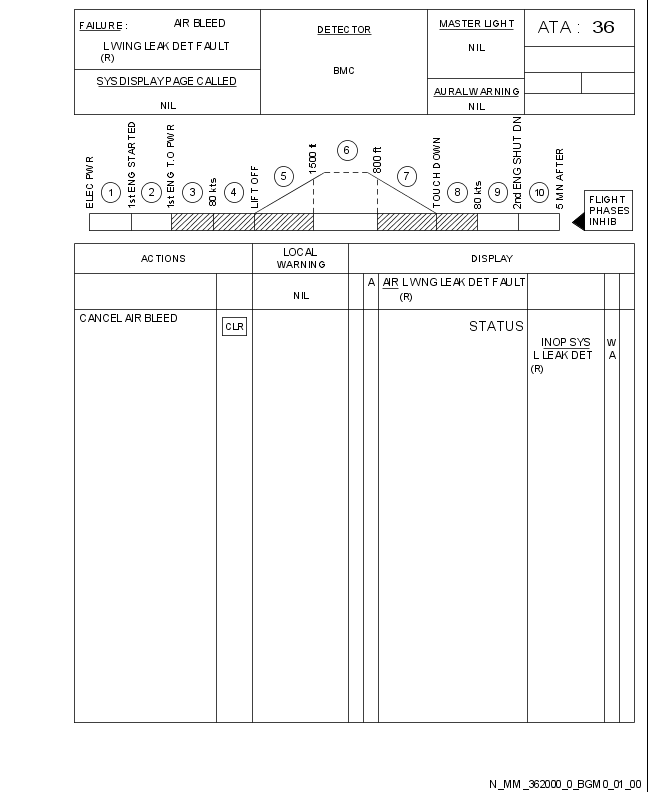 FAILURE: AIR BLEED
L WING LEAK DET FAULT
(R)
SYS DISPLAY PAGE CALLED
NIL
DETECTOR
BMC
MASTER LIGHT
NIL
AURAL WARNING
NIL
ATA : 36
ELEC PWR
1
1st ENG STARTED
2
1st ENG T.O PWR
3
80 kts
4
LIFT OFF
5
1500 ft
6
800 ft
7
TOUCH DOWN
8
80 kts
9
2nd ENG SHUT DN
10
5 MN AFTER
FLIGHT
PHASES
INHIB
ACTIONS
LOCAL
WARNING
DISPLAY
NIL
A AIR L WING LEAK DET FAULT
(R)
CANCEL AIR BLEED
CLR
STATUS
INOP SYS
L LEAK DET
(R)
W
A
N_MM_362000_0_BGM0_01_00